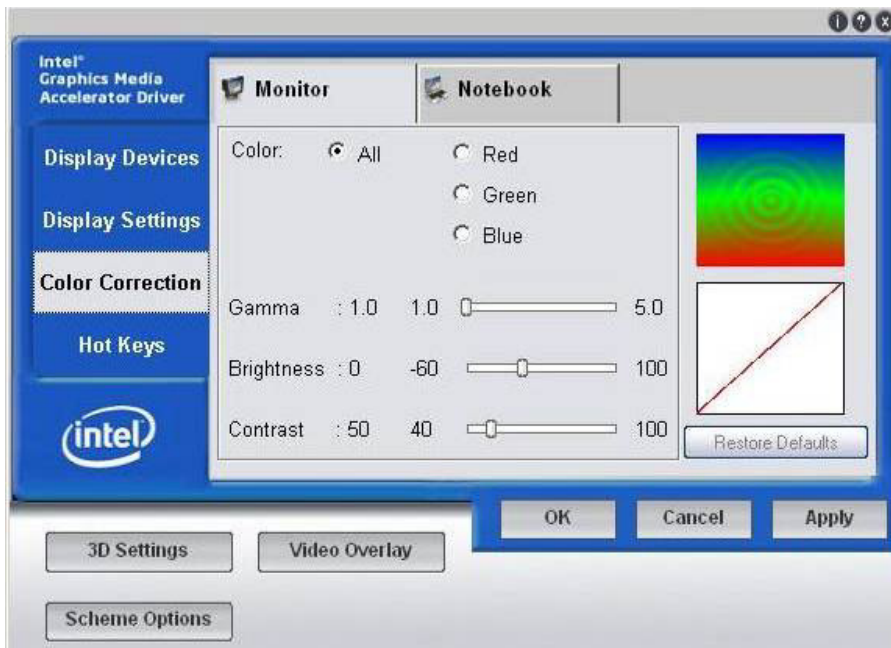 Intel®
Graphics Media
Accelerator Driver
Monitor
Notebook
Display Devices
Display Settings
Color Correction
Hot Keys
intel
Color: All Red
Green
Blue
Gamma : 1.0 1.0 5.0
Brightness : 0 -60 100
Contrast : 50 40 100
Restore Defaults
OK Cancel Apply
3D Settings Video Overlay
Scheme Options